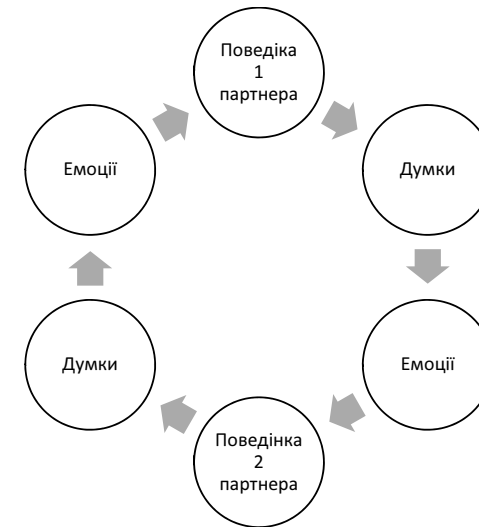 Поведіка
1
партнера
Думки
Емоції
Поведінка
2
партнера
Думки
Емоції